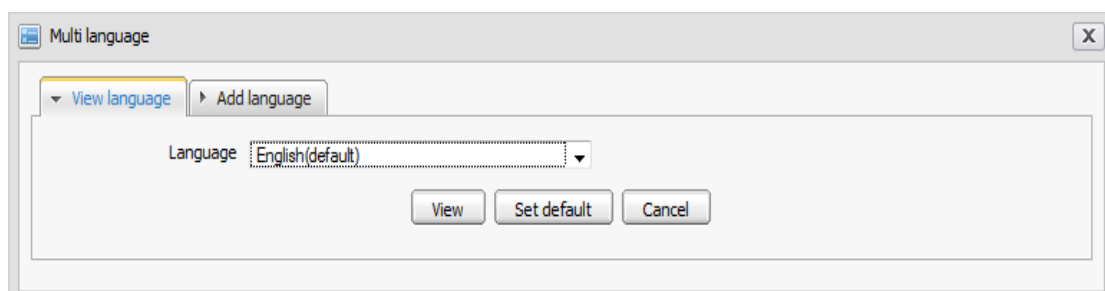 Multi language
X
View language
Add language
Language
English(default)
View
Set default
Cancel